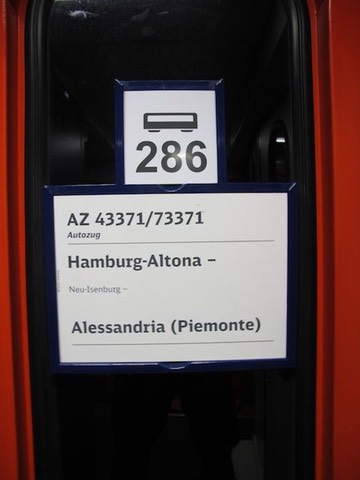 286
AZ 43371/73371
Autozug
Hamburg-Altona –
Neu-Isenburg –
Alessandria (Piemonte)